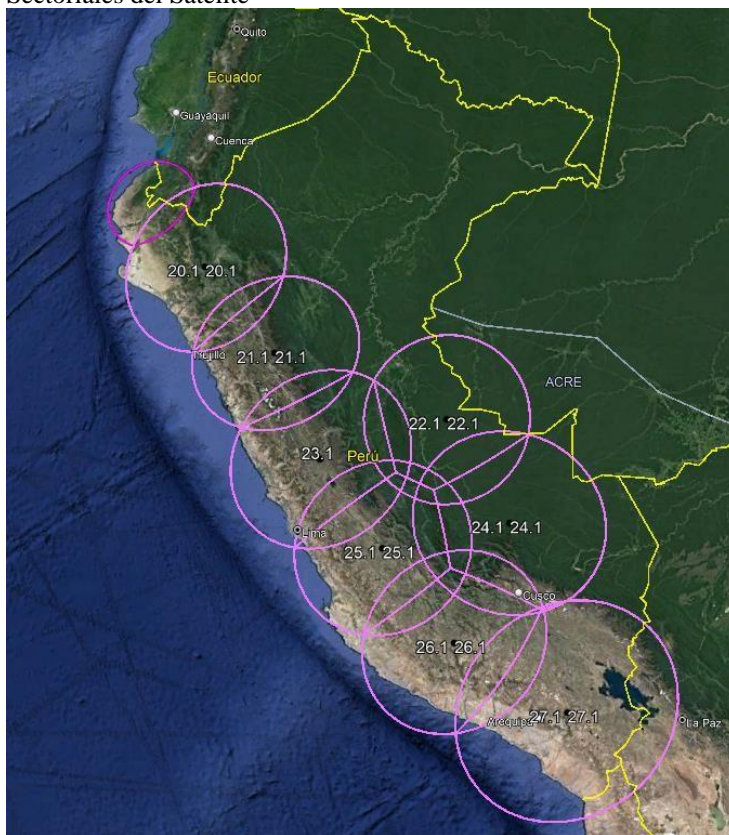 Sectoriales del Satélite
Quito
Ecuador
Guayaquil
Cuenca
20.1 20.1
Trujillo
21.1 21.1
ACRE
22.1 22.1
23.1
Perú
Lima
24.1 24.1
25.1 25.1
Cusco
26.1 26.1
Arequipa
27.1 27.1
La Paz